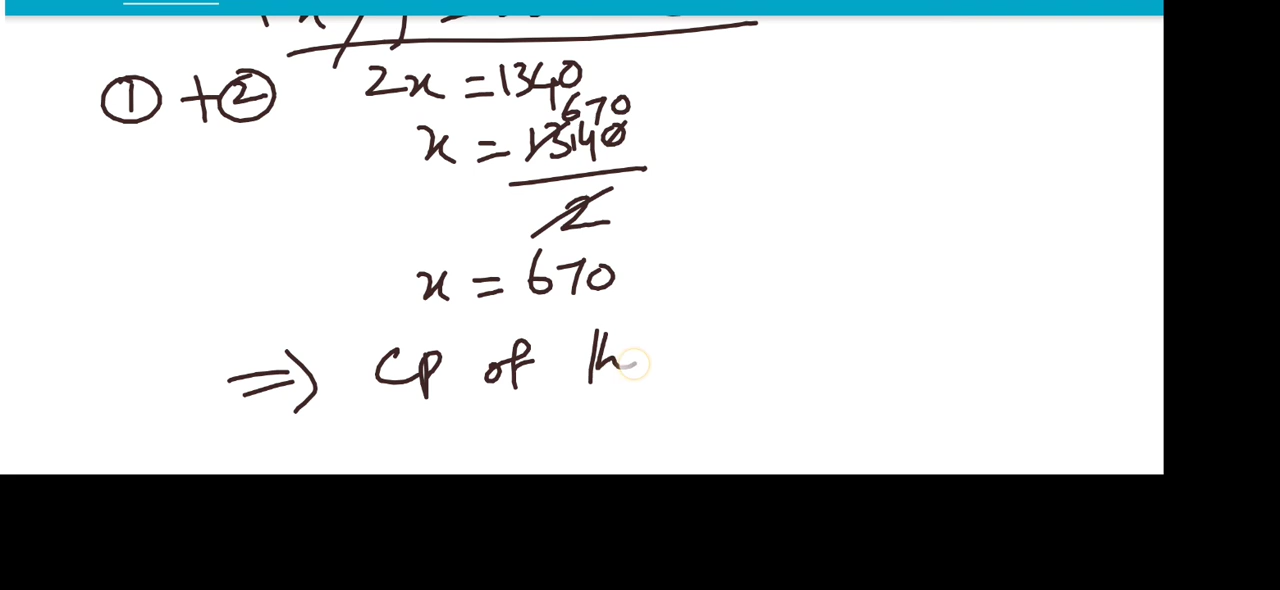 ① + ② 2x = 1340
x = 1340 670
2
x = 670
⇒ CP of